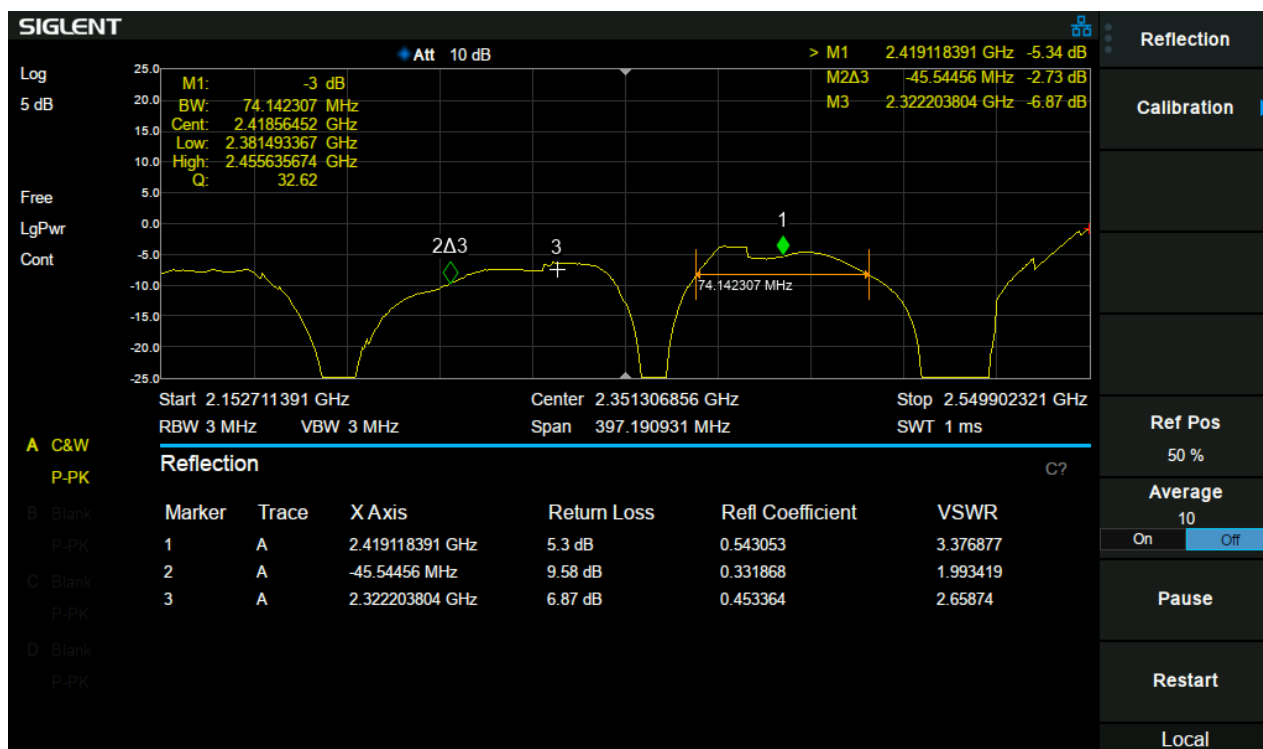 SIGLENT
Att 10 dB
> M1 2.419118391 GHz -5.34 dB
M2Δ3 -45.54456 MHz -2.73 dB
M3 2.322203804 GHz -6.87 dB
Log
5 dB
Free
LgPwr
Cont
25.0
20.0
15.0
10.0
5.0
0.0
-5.0
-10.0
-15.0
-20.0
-25.0
M1: -3 dB
BW: 74.142307 MHz
Cent: 2.41856452 GHz
Low: 2.381493367 GHz
High: 2.455635674 GHz
Q: 32.62
2Δ3
3
1
74.142307 MHz
Start 2.152711391 GHz Center 2.351306856 GHz Stop 2.549902321 GHz
RBW 3 MHz VBW 3 MHz Span 397.190931 MHz SWT 1 ms
A C&W
P-PK
B Blank
P-PK
C Blank
P-PK
D Blank
P-PK
Reflection C?
Marker Trace X Axis Return Loss Refl Coefficient VSWR
1 A 2.419118391 GHz 5.3 dB 0.543053 3.376877
2 A -45.54456 MHz 9.58 dB 0.331868 1.993419
3 A 2.322203804 GHz 6.87 dB 0.453364 2.65874
Reflection
Calibration
Ref Pos
50 %
Average
10
On Off
Pause
Restart
Local